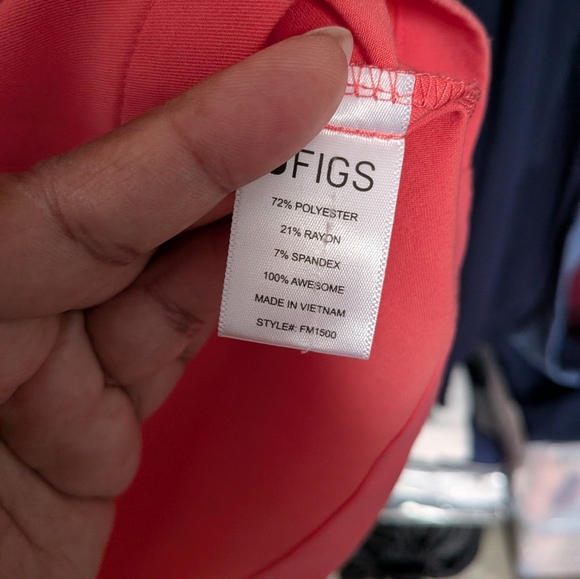 FIGS
72% POLYESTER
21% RAYON
7% SPANDEX
100% AWESOME
MADE IN VIETNAM
STYLE#: FM1500